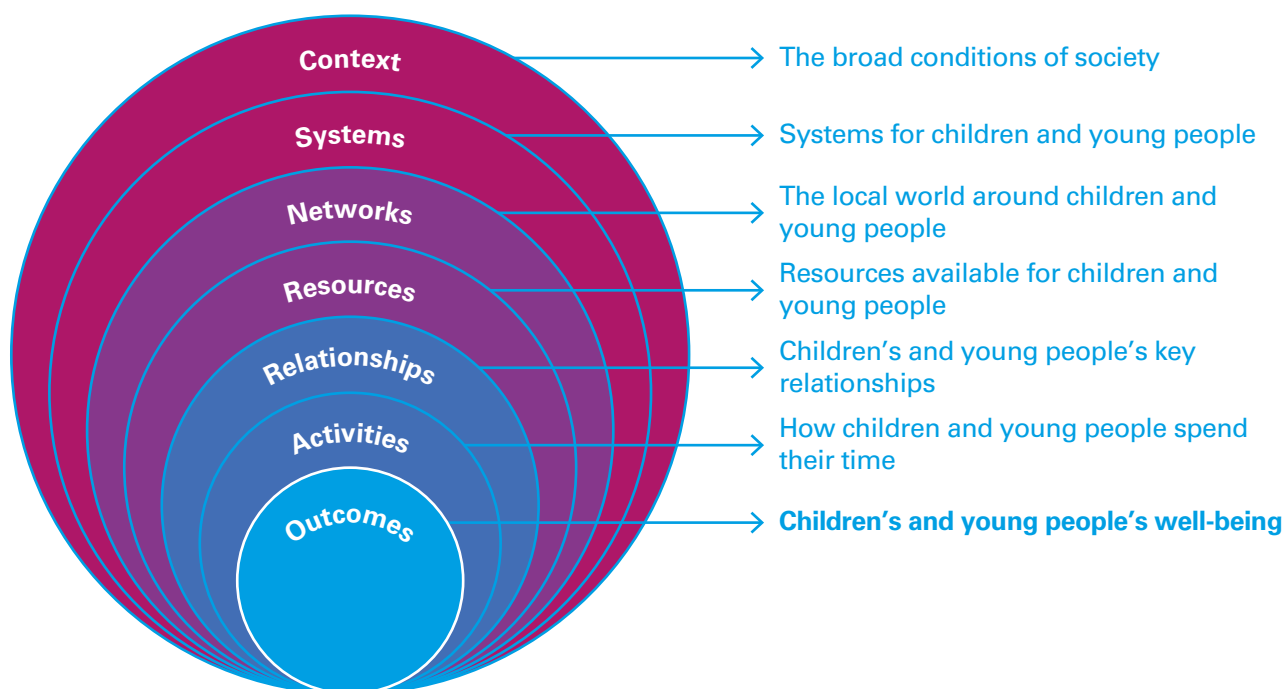 Context
The broad conditions of society
Systems
Systems for children and young people
Networks
The local world around children and
young people
Resources
Resources available for children and
young people
Relationships
Children’s and young people’s key
relationships
Activities
How children and young people spend
their time
Outcomes
Children’s and young people’s well-being